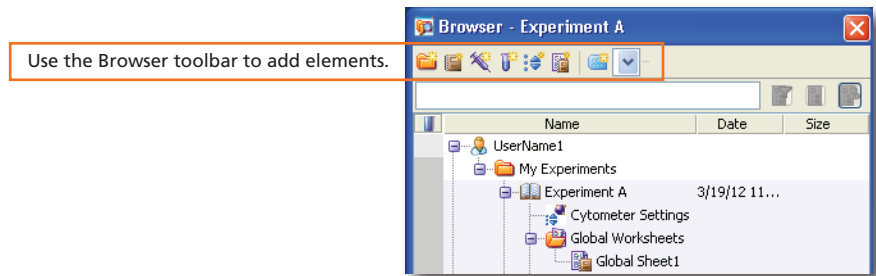 Browser - Experiment A
Use the Browser toolbar to add elements.
Name Date Size
UserName1
My Experiments
Experiment A 3/19/12 11...
Cytometer Settings
Global Worksheets
Global Sheet1